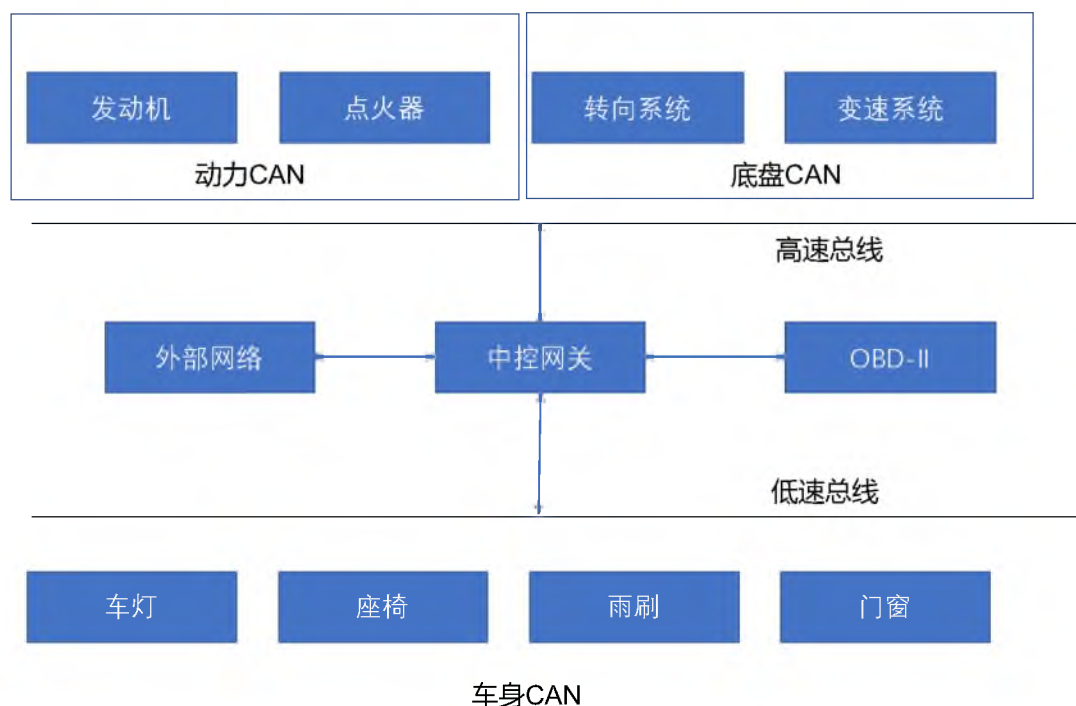 发动机
点火器
转向系统
变速系统
动力CAN
底盘CAN
高速总线
外部网络
中控网关
OBD-II
低速总线
车灯
座椅
雨刷
门窗
车身CAN